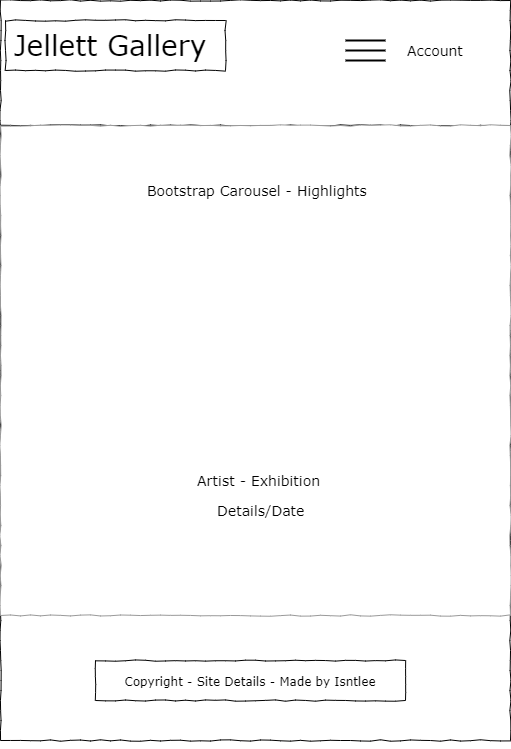 Jellett Gallery
Account
Bootstrap Carousel - Highlights
Artist - Exhibition
Details/Date
Copyright - Site Details - Made by Isntlee